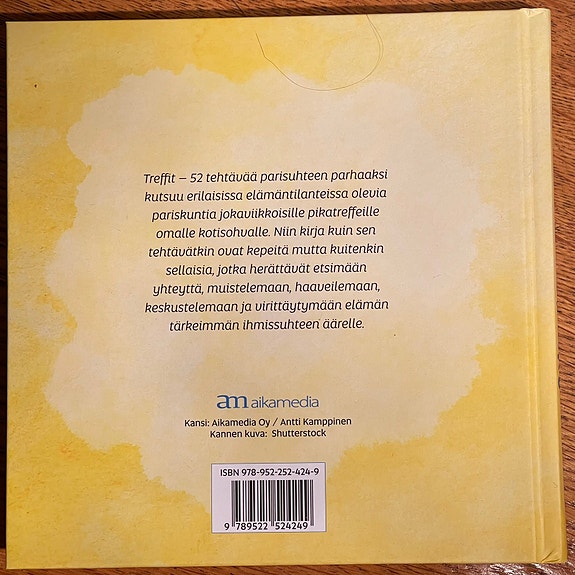 Treffit – 52 tehtävää parisuhteen parhaaksi
kutsuu erilaisissa elämäntilanteissa olevia
pariskuntia jokaviikkoisille pikatreffeille
omalle kotisohvalle. Niin kirja kuin sen
tehtävätkin ovat kepeitä mutta kuitenkin
sellaisia, jotka herättävät etsimään
yhteyttä, muistelemaan, haaveilemaan,
keskustelemaan ja virittäytymään elämän
tärkeimmän ihmissuhteen äärelle.
am aikamedia
Kansi: Aikamedia Oy / Antti Kamppinen
Kannen kuva: Shutterstock
ISBN 978-952-252-424-9
9 789522 524249